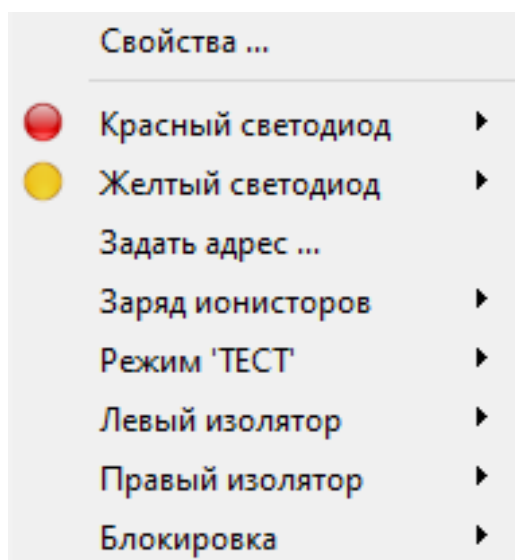 Свойства ...
Красный светодиод
Желтый светодиод
Задать адрес ...
Заряд ионисторов
Режим 'ТЕСТ'
Левый изолятор
Правый изолятор
Блокировка